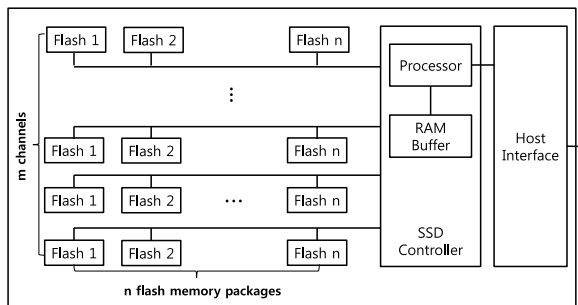 Flash 1 Flash 2 Flash n
Processor
RAM
Buffer
Host
Interface
m channels
Flash 1 Flash 2 Flash n
Flash 1 Flash 2 ... Flash n
SSD
Controller
Flash 1 Flash 2 Flash n
n flash memory packages